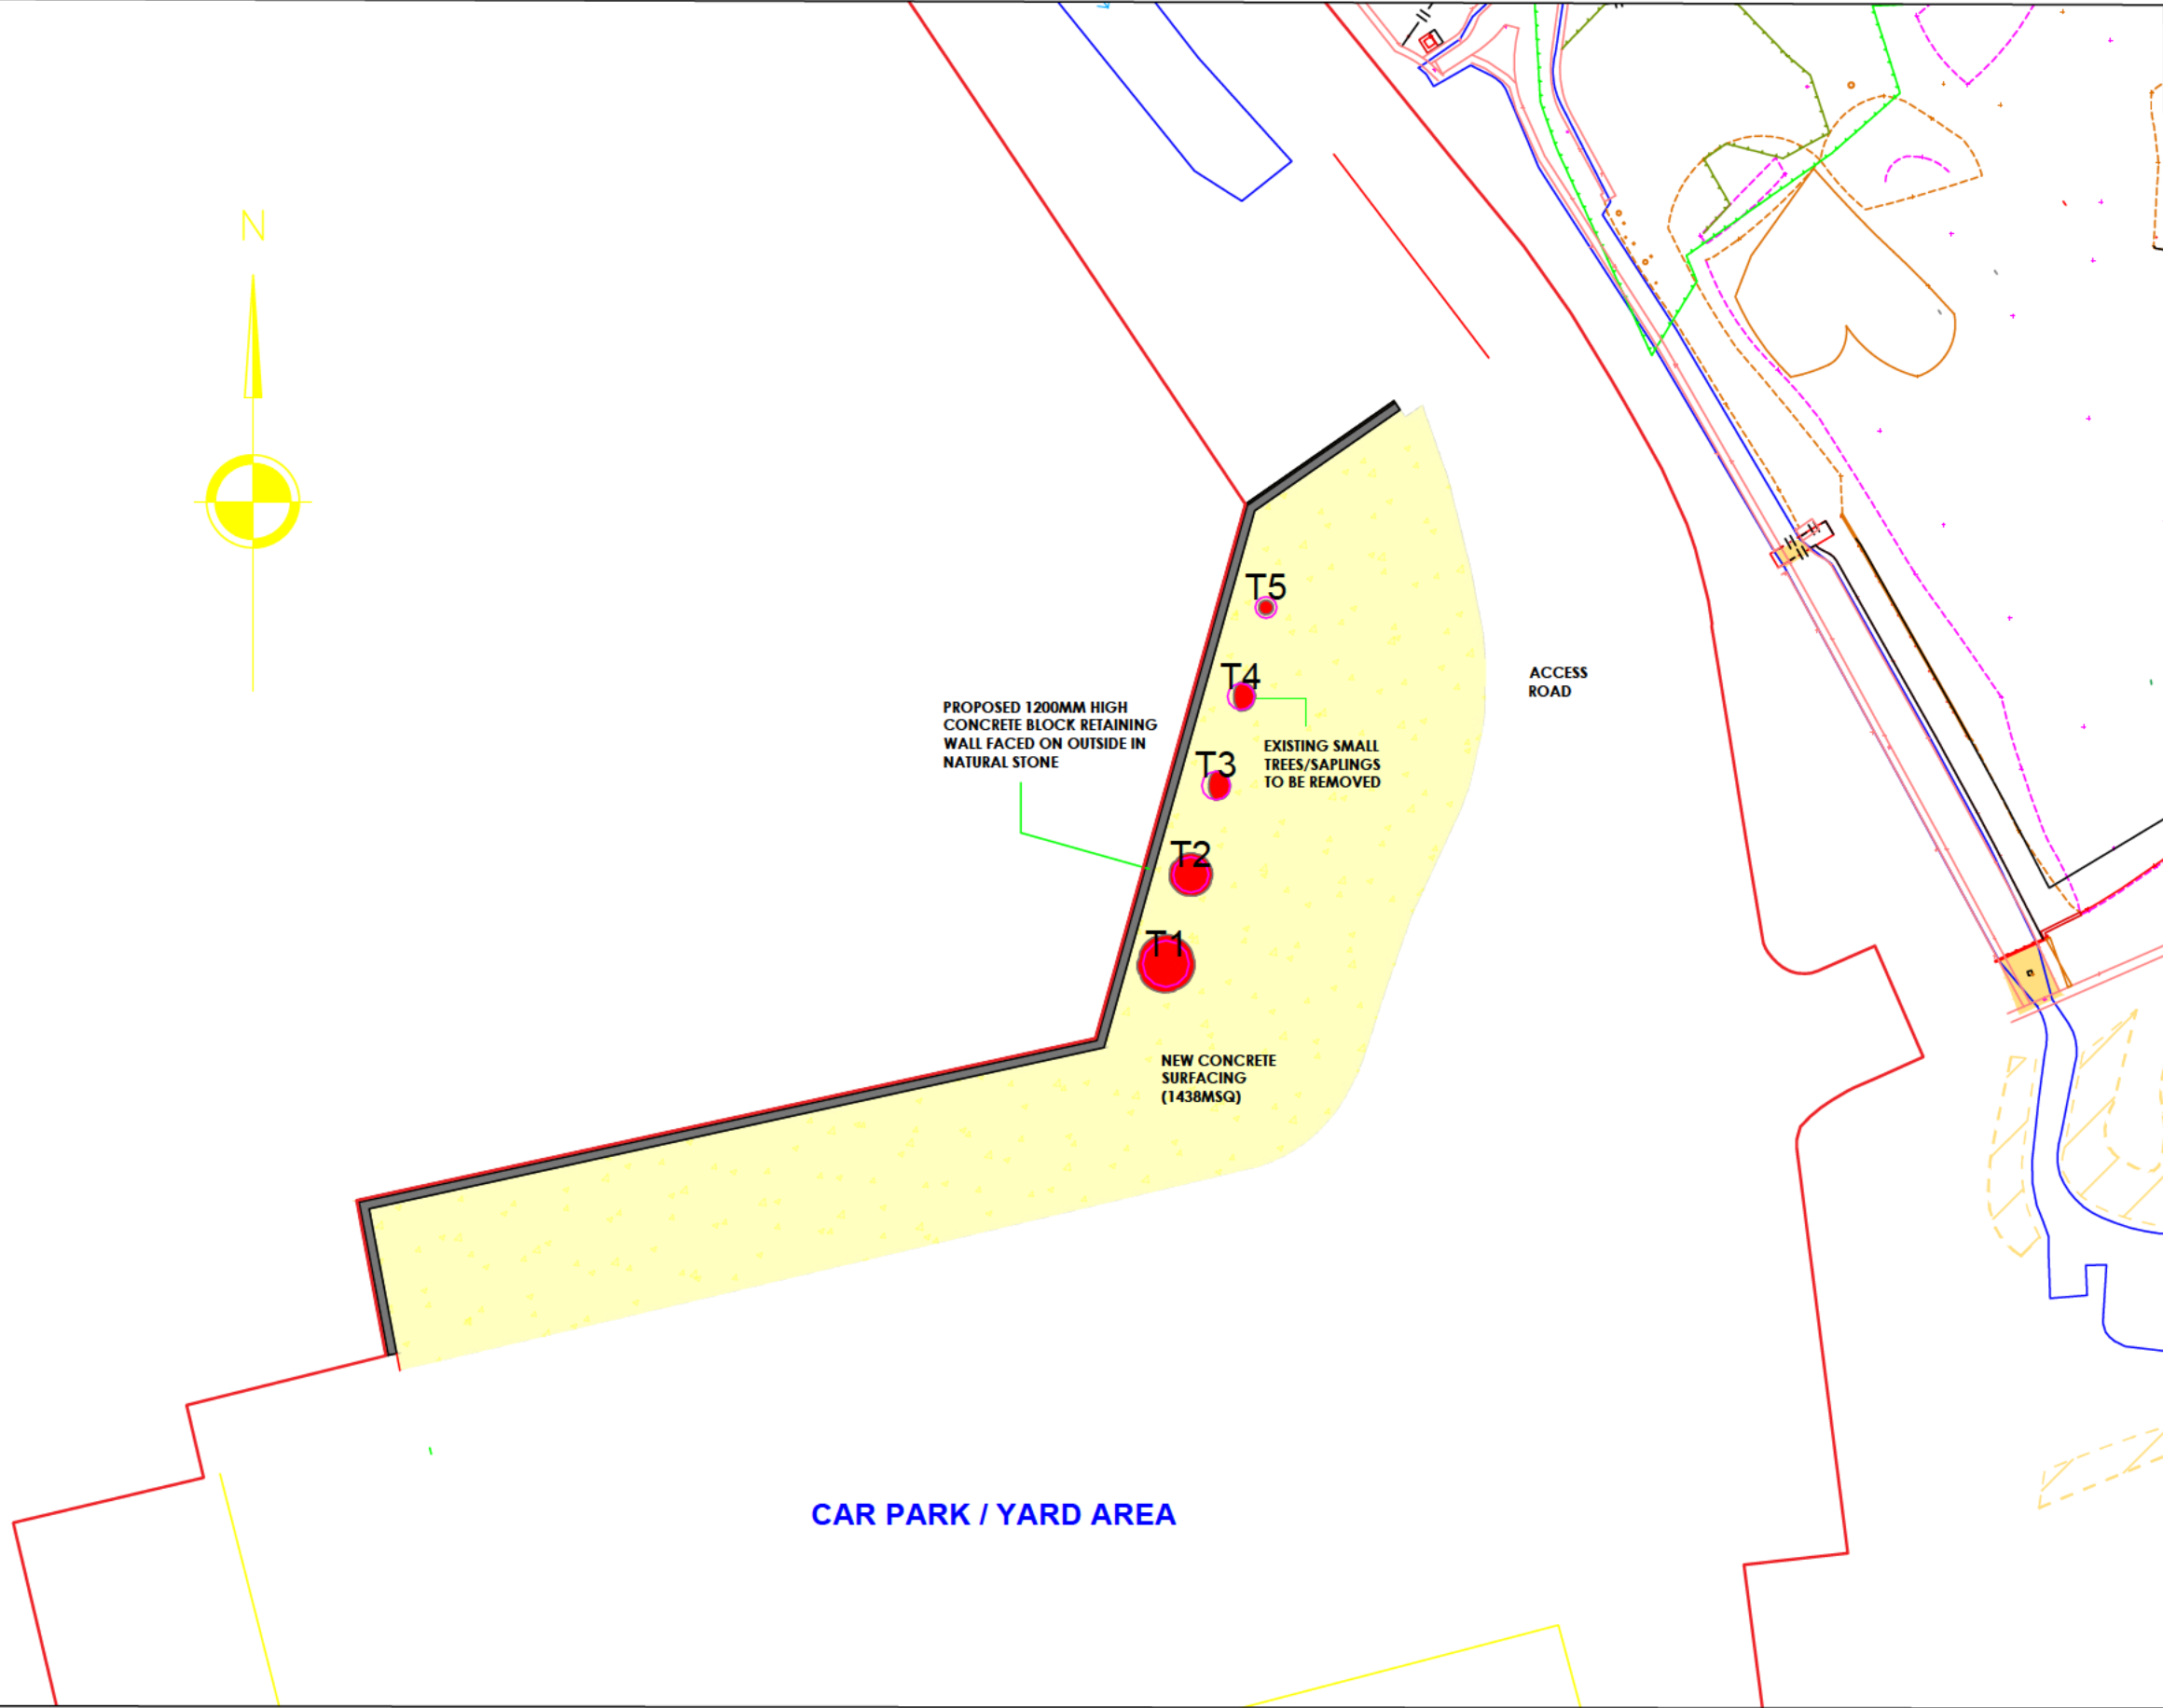 N
T5
T4
ACCESS
ROAD
PROPOSED 1200MM HIGH
CONCRETE BLOCK RETAINING
WALL FACED ON OUTSIDE IN
NATURAL STONE
EXISTING SMALL
TREES/SAPLINGS
TO BE REMOVED
T3
T2
T1
NEW CONCRETE
SURFACING
(1438MSQ)
CAR PARK / YARD AREA